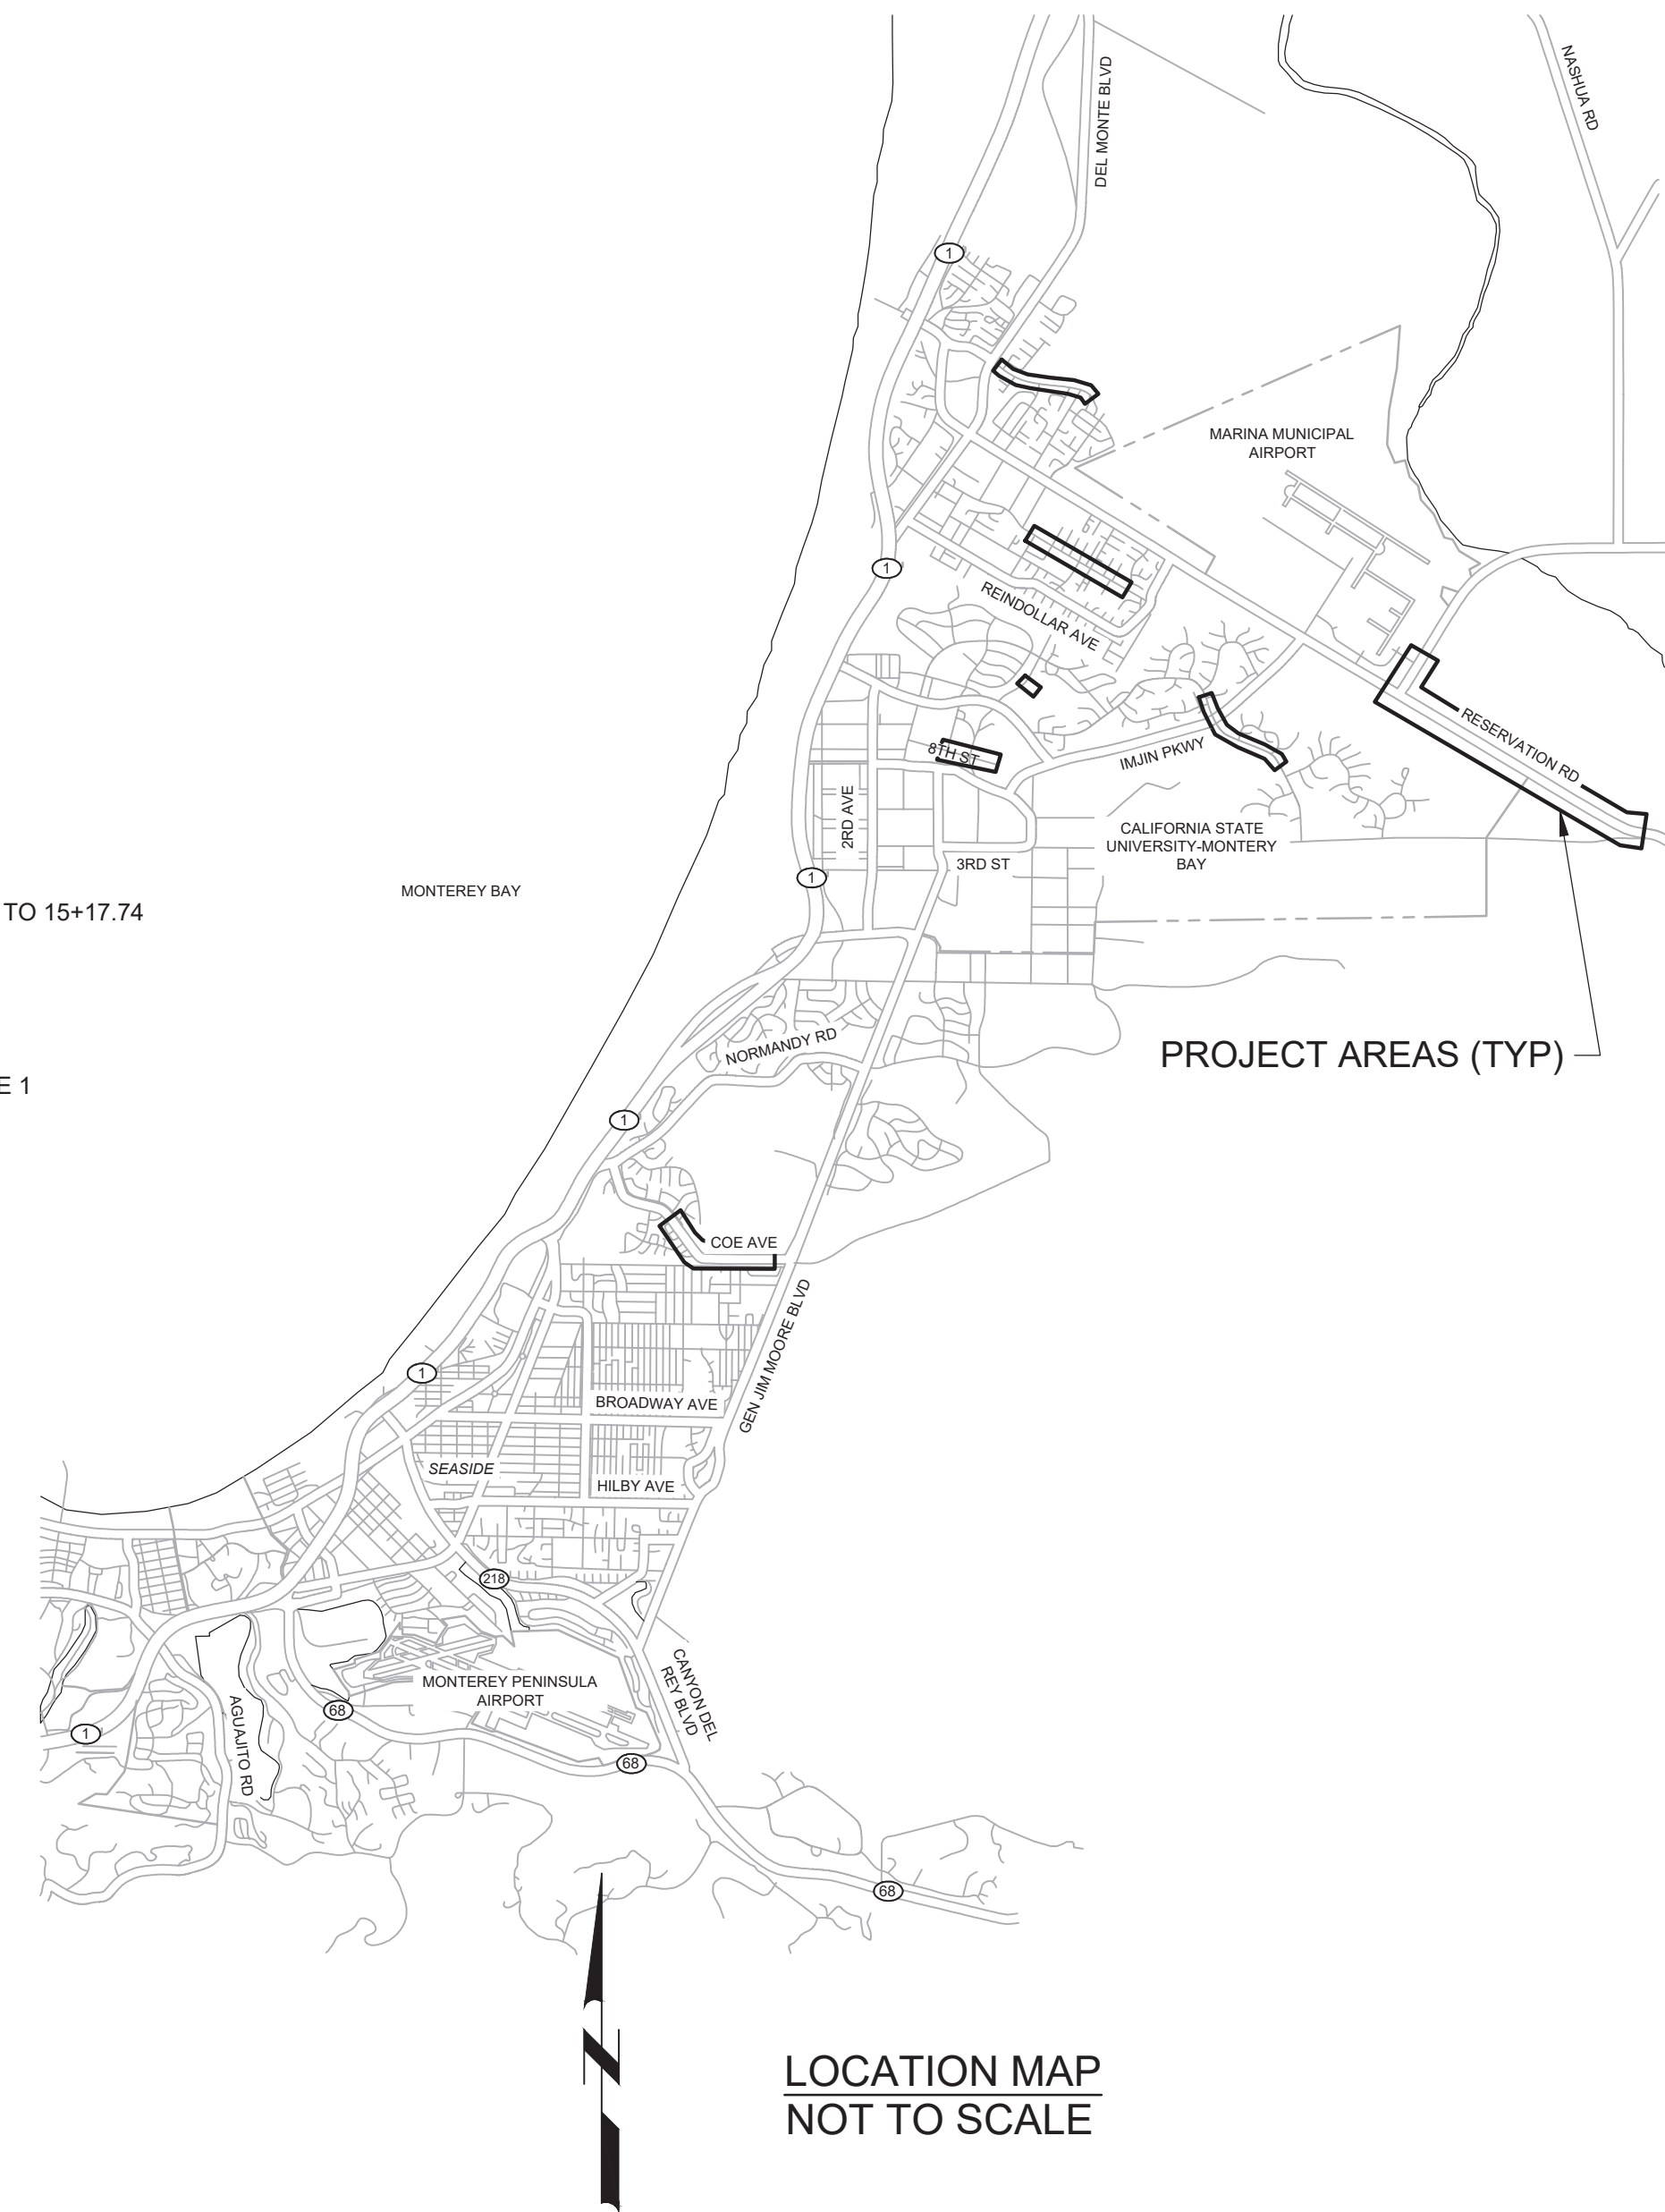 NASHUA RD
DEL MONTE BLVD
1
MARINA MUNICIPAL
AIRPORT
1
REINDOLLAR AVE
RESERVATION RD
8TH ST
IMJIN PKWY
2RD AVE
CALIFORNIA STATE
UNIVERSITY-MONTERY
BAY
3RD ST
1
MONTEREY BAY
TO 15+17.74
NORMANDY RD
PROJECT AREAS (TYP)
E 1
1
COE AVE
GEN JIM MOORE BLVD
1
BROADWAY AVE
SEASIDE
HILBY AVE
218
CANYON DEL
REY BLVD
MONTEREY PENINSULA
AIRPORT
AGUAJITO RD
68
1
68
68
N
LOCATION MAP
NOT TO SCALE